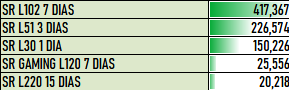 SR L102 7 DIAS 417,367
SR L51 3 DIAS 226,574
SR L30 1 DIA 150,226
SR GAMING L120 7 DIAS 25,556
SR L220 15 DIAS 20,218